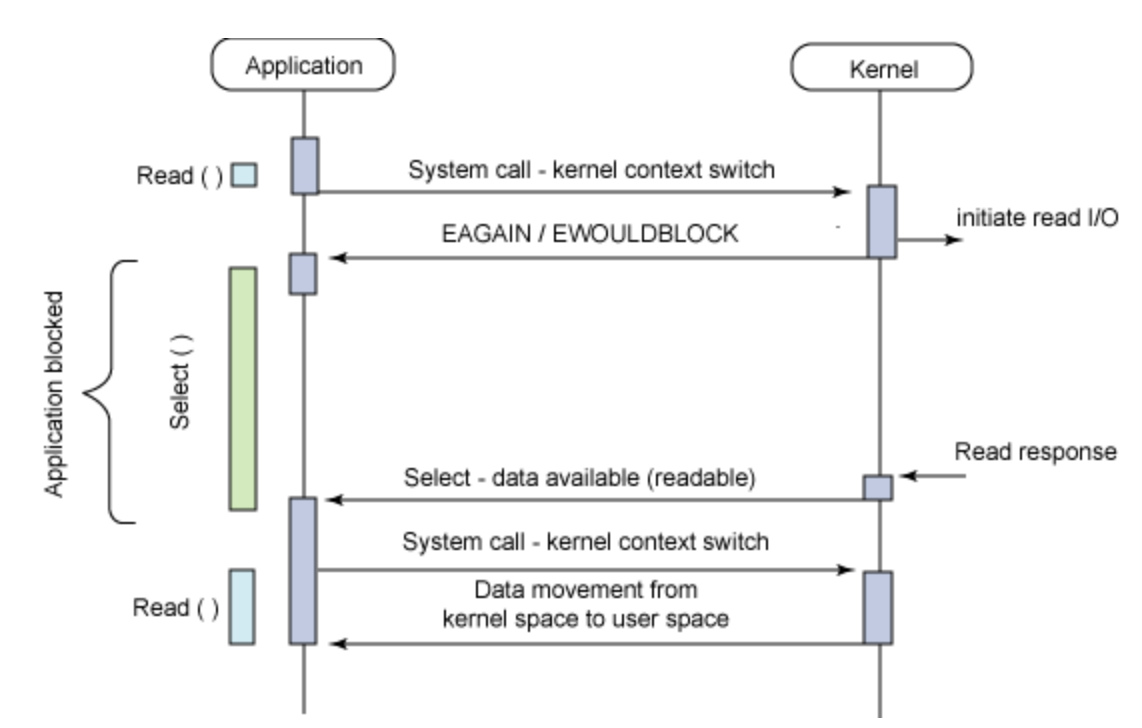 Application
Kernel
Read ( )
System call - kernel context switch
initiate read I/O
EAGAIN / EWOULDBLOCK
Application blocked
Select ( )
Read response
Select - data available (readable)
System call - kernel context switch
Read ( )
Data movement from
kernel space to user space